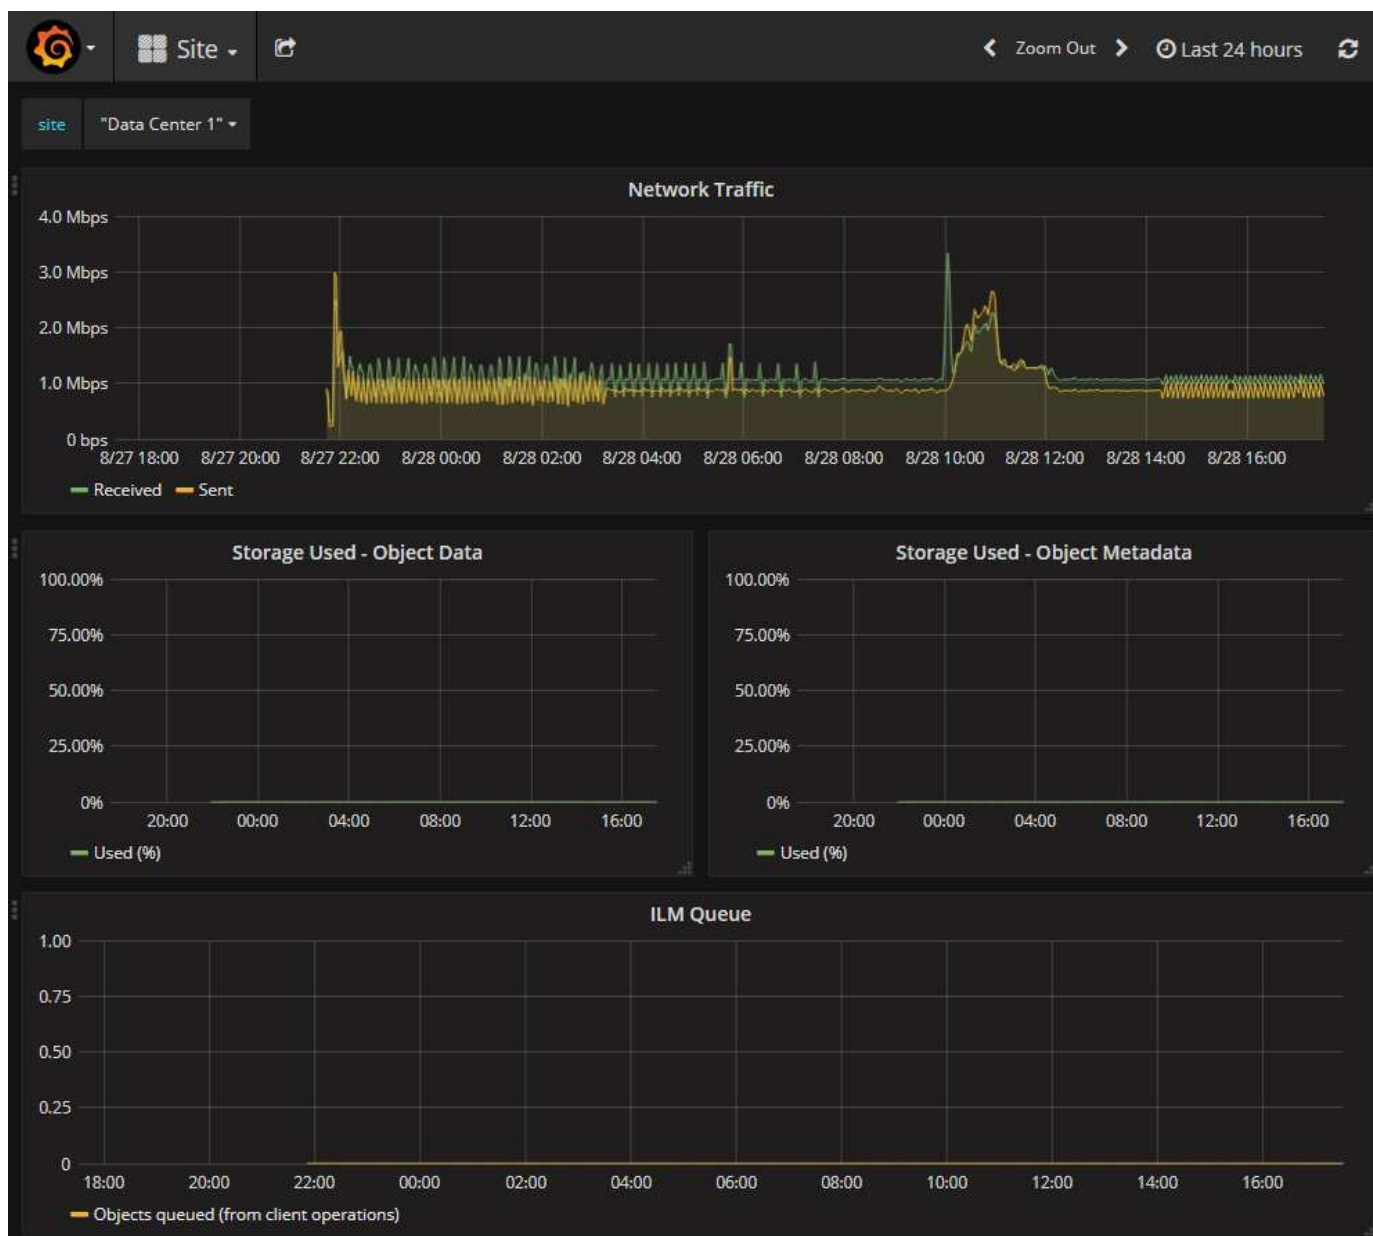 Site
Zoom Out
Last 24 hours
site
"Data Center 1"
Network Traffic
4.0 Mbps
3.0 Mbps
2.0 Mbps
1.0 Mbps
0 bps
8/27 18:00 8/27 20:00 8/27 22:00 8/28 00:00 8/28 02:00 8/28 04:00 8/28 06:00 8/28 08:00 8/28 10:00 8/28 12:00 8/28 14:00 8/28 16:00
Received Sent
Storage Used - Object Data
100.00%
75.00%
50.00%
25.00%
0%
20:00 00:00 04:00 08:00 12:00 16:00
Used (%)
Storage Used - Object Metadata
100.00%
75.00%
50.00%
25.00%
0%
20:00 00:00 04:00 08:00 12:00 16:00
Used (%)
ILM Queue
1.00
0.75
0.50
0.25
0
18:00 20:00 22:00 00:00 02:00 04:00 06:00 08:00 10:00 12:00 14:00 16:00
Objects queued (from client operations)